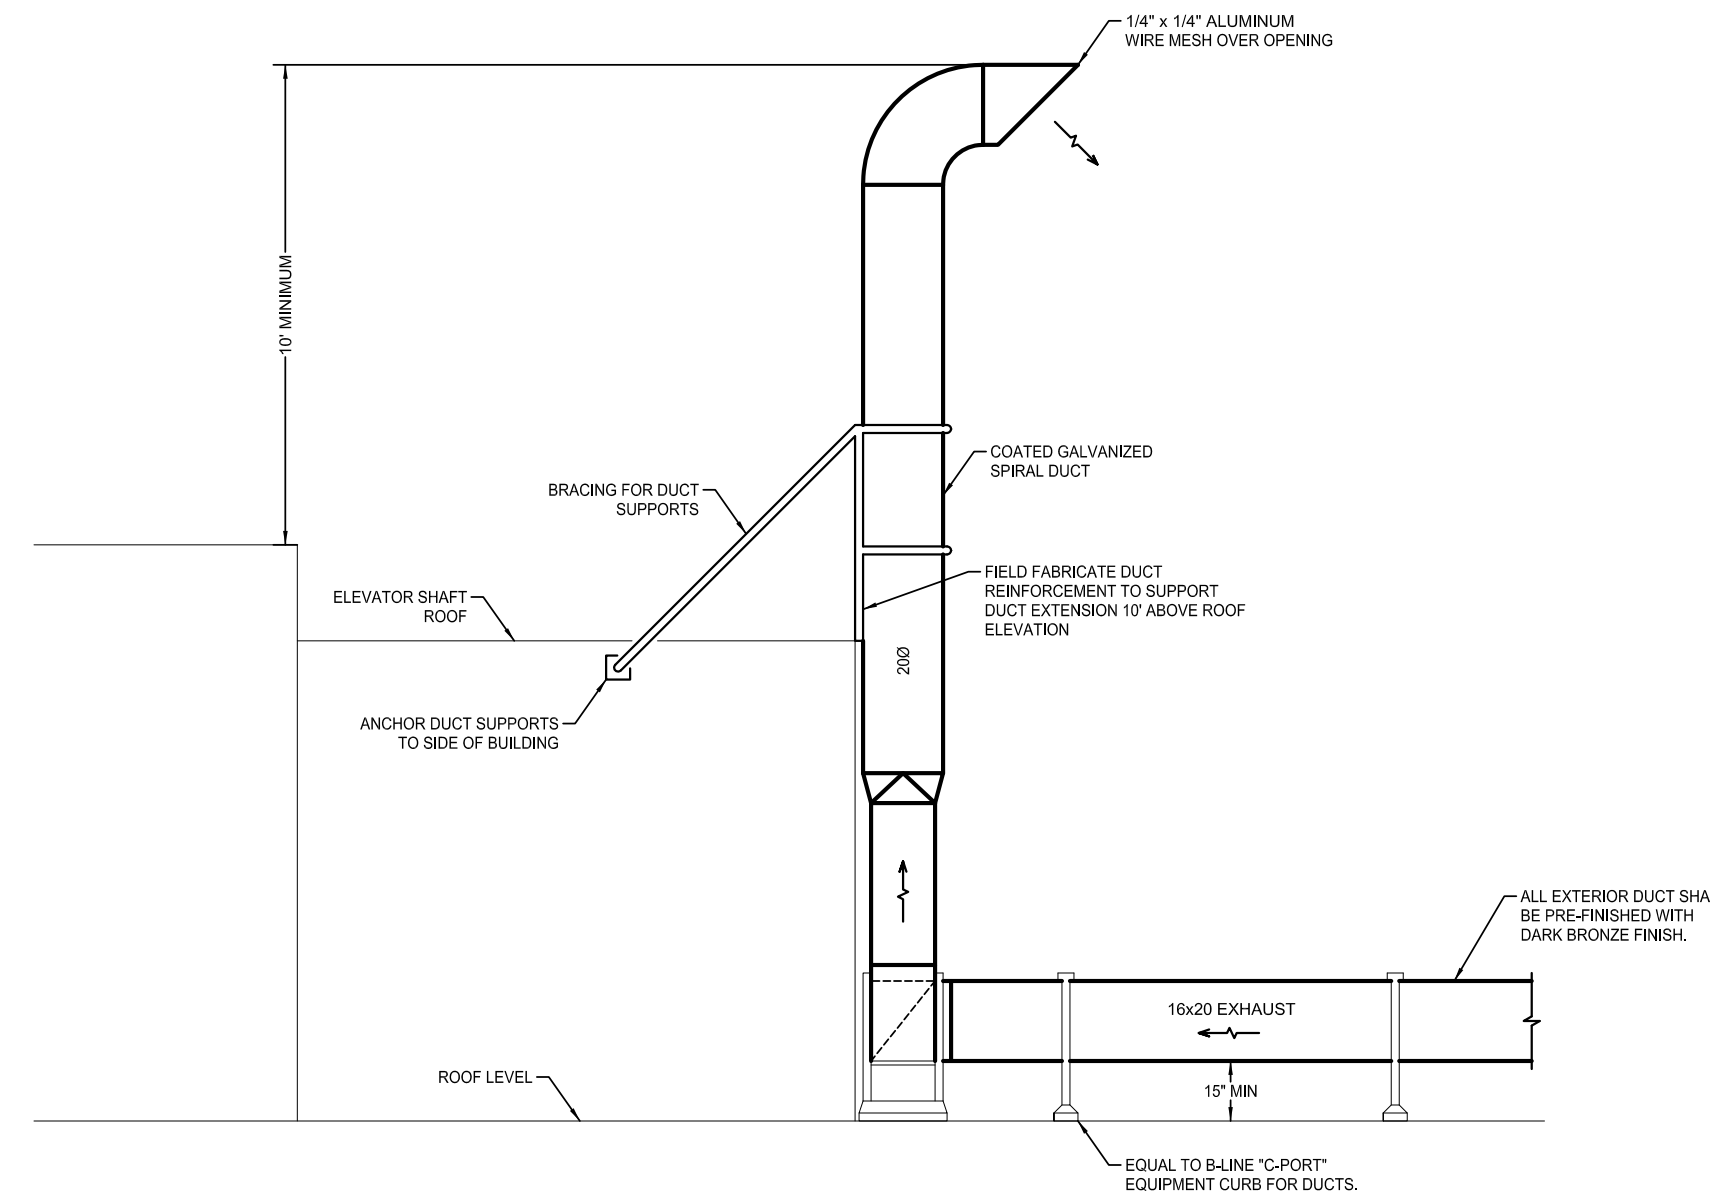 1/4" x 1/4" ALUMINUM
WIRE MESH OVER OPENING
10' MINIMUM
COATED GALVANIZED
SPIRAL DUCT
BRACING FOR DUCT
SUPPORTS
FIELD FABRICATE DUCT
REINFORCEMENT TO SUPPORT
DUCT EXTENSION 10' ABOVE ROOF
ELEVATION
ELEVATOR SHAFT
ROOF
20Ø
ANCHOR DUCT SUPPORTS
TO SIDE OF BUILDING
ALL EXTERIOR DUCT SHA
BE PRE-FINISHED WITH
DARK BRONZE FINISH.
16x20 EXHAUST
ROOF LEVEL
15" MIN
EQUAL TO B-LINE "C-PORT"
EQUIPMENT CURB FOR DUCTS.